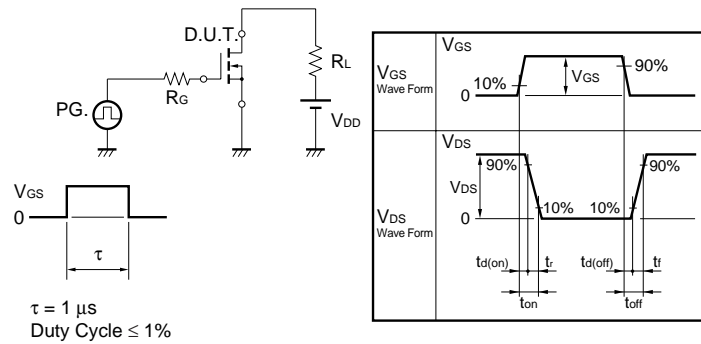 D.U.T.
RL
RG
PG.
VDD
VGS
0
τ
τ = 1 µs
Duty Cycle ≤ 1%
VGS
Wave Form
VGS
10%
VGS
90%
0
VDS
Wave Form
VDS
90%
VDS
0
10%
10%
90%
td(on)
tr
td(off)
tf
ton
toff